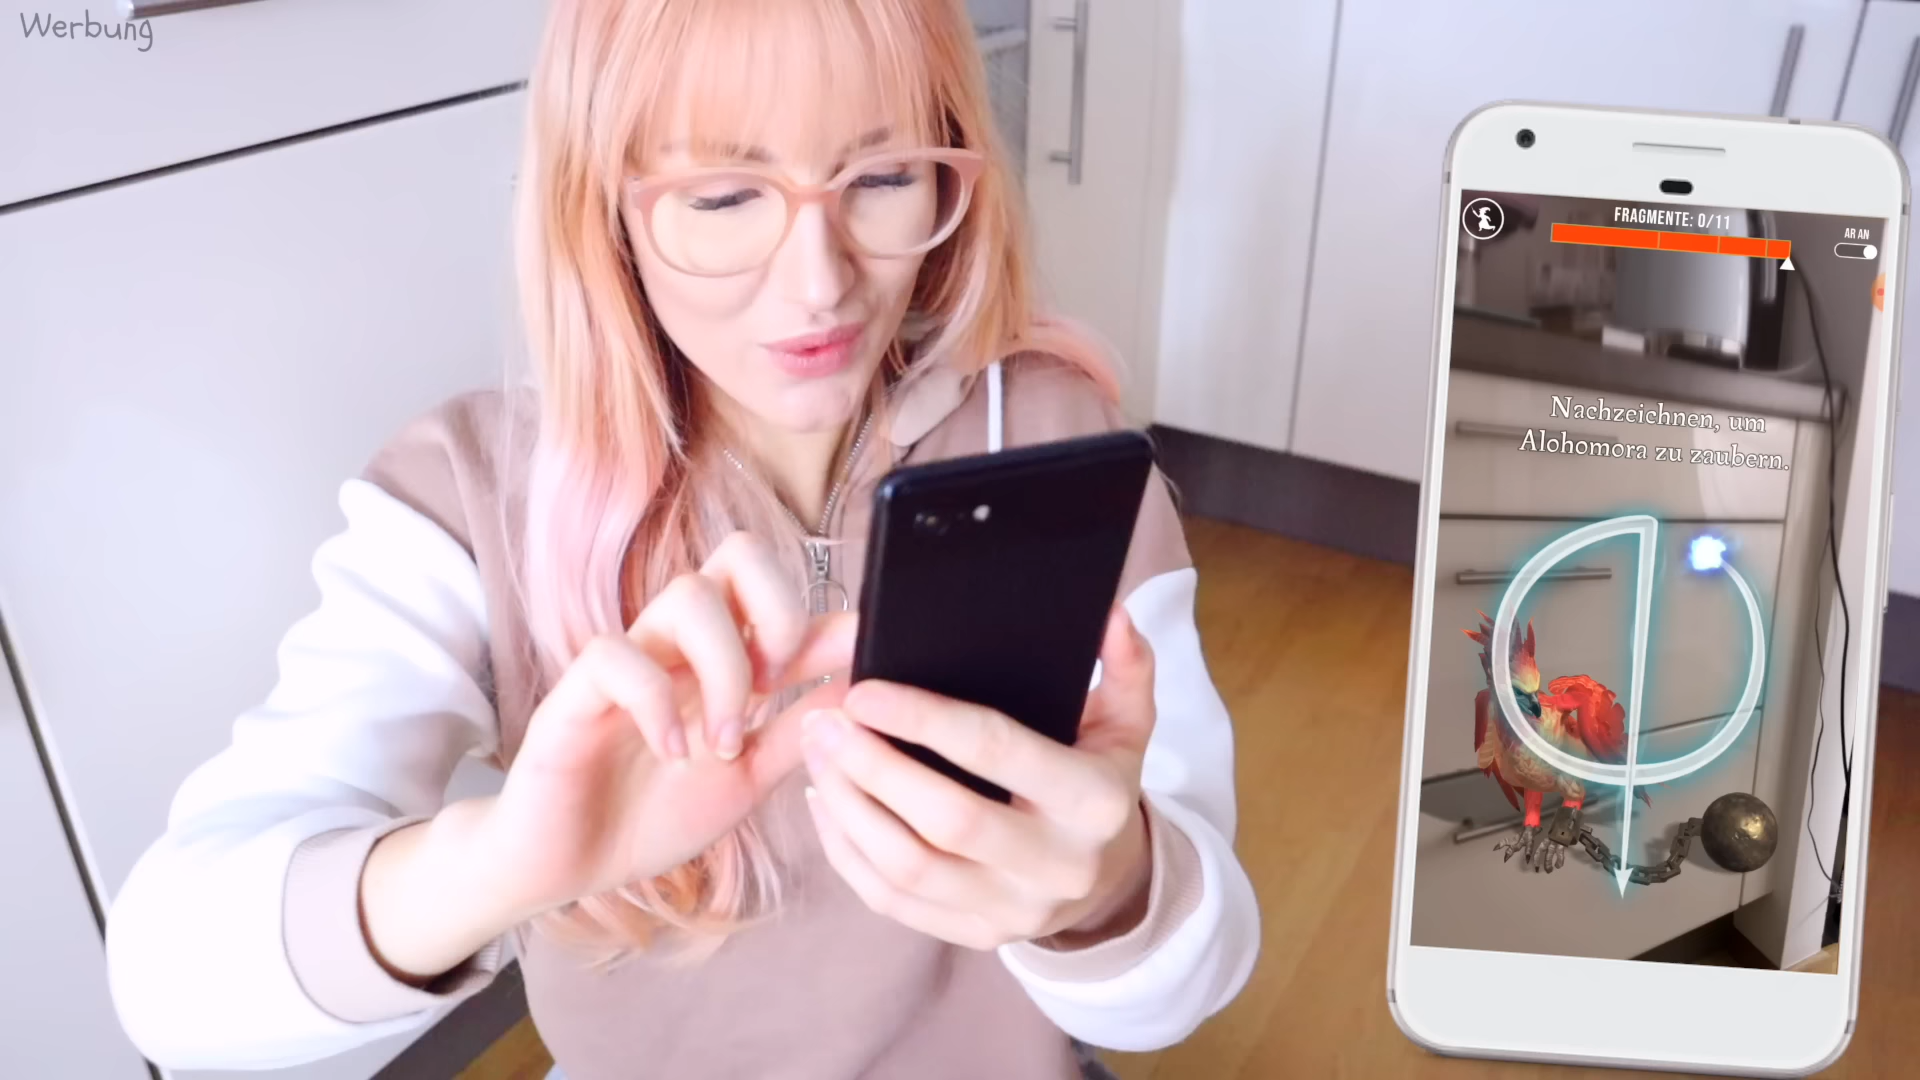 Werbung
FRAGMENTE: 0/11
AR AN
Nachzeichnen, um
Alohomora zu zaubern.